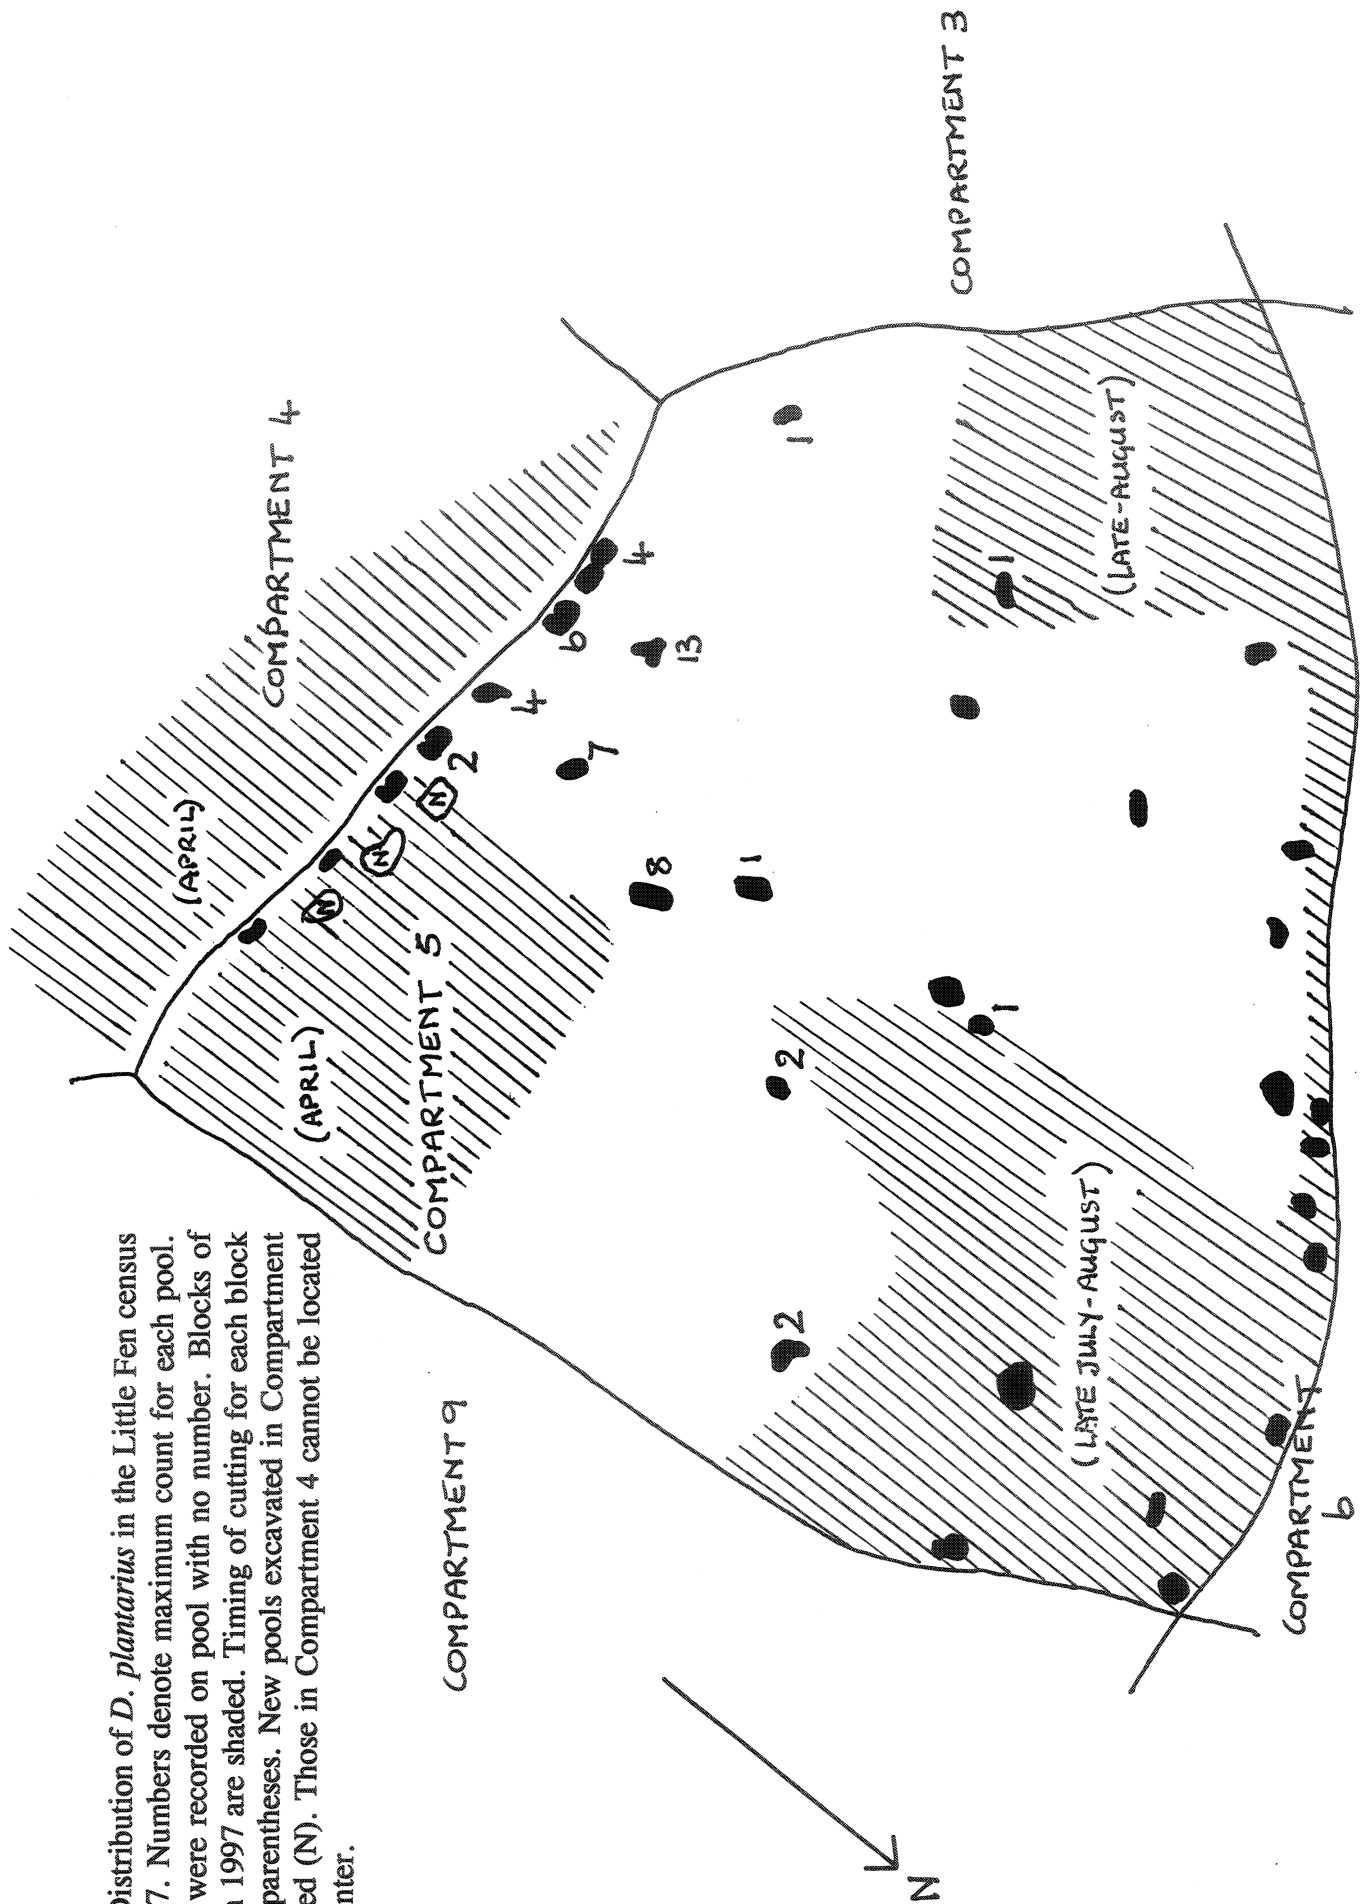 Distribution of D. plantarius in the Little Fen census
7. Numbers denote maximum count for each pool.
were recorded on pool with no number. Blocks of
1997 are shaded. Timing of cutting for each block
parentheses. New pools excavated in Compartment
(N). Those in Compartment 4 cannot be located
COMPARTMENT 9
COMPARTMENT 4
COMPARTMENT 3
(APRIL)
(APRIL)
COMPARTMENT 5
N
N
N
2
4
6
4
13
7
8
1
1
2
2
1
1
(LATE JULY-AUGUST)
(LATE-AUGUST)
COMPARTMENT
6
N